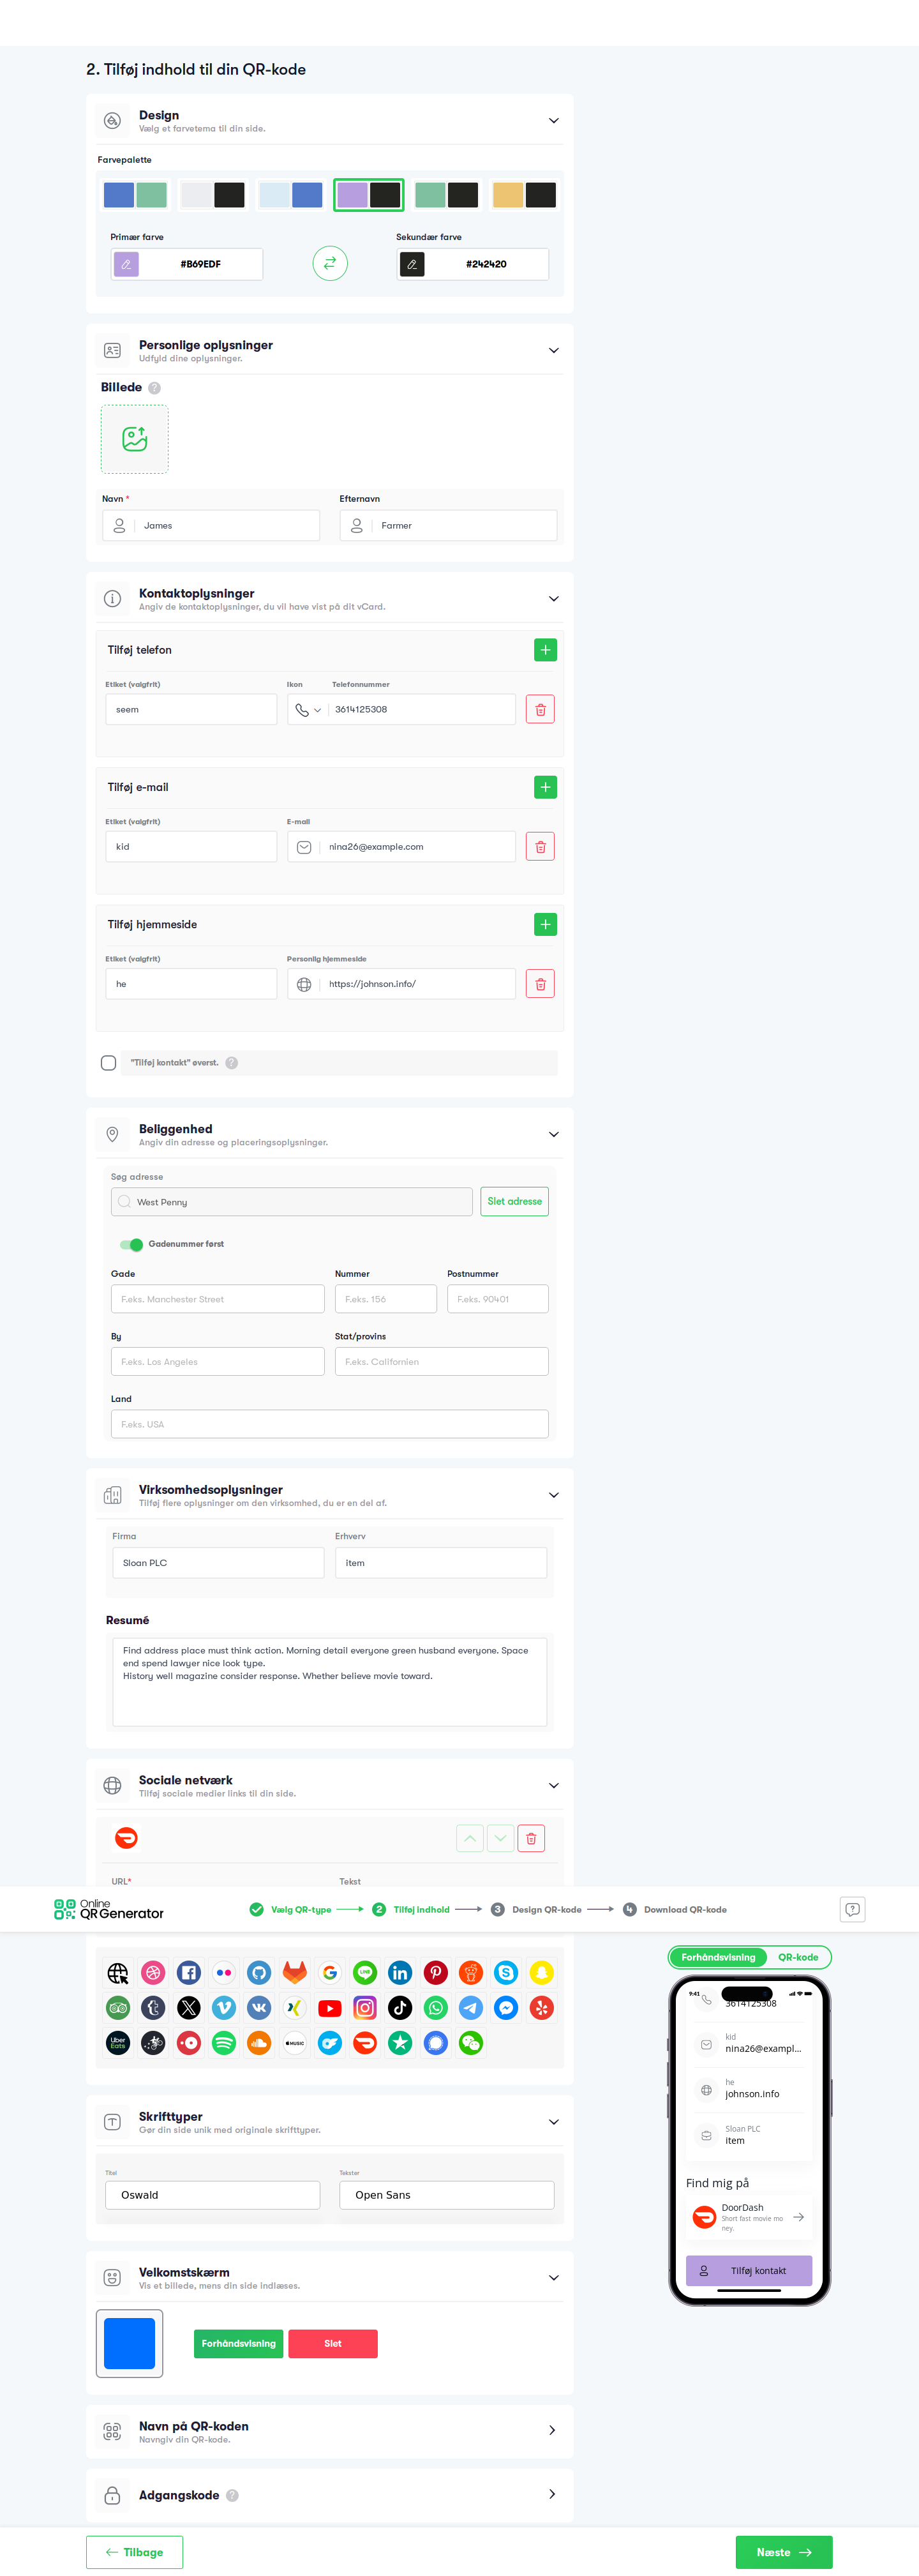 2. Tilføj indhold til din QR-kode
Design
Vælg et farvetema til din side.
Farvepalette
Primær farve
Sekundær farve
#B69EDF
#242420
Personlige oplysninger
Udfyld dine oplysninger.
Billede ?
Navn *
Efternavn
James
Farmer
Kontaktoplysninger
Angiv de kontaktoplysninger, du vil have vist på dit vCard.
Tilføj telefon
Etiket (valgfrit)
Ikon
Telefonnummer
seem
3614125308
Tilføj e-mail
Etiket (valgfrit)
E-mail
kid
nina26@example.com
Tilføj hjemmeside
Etiket (valgfrit)
Personlig hjemmeside
he
https://johnson.info/
"Tilføj kontakt" øverst. ?
Beliggenhed
Angiv din adresse og placeringsoplysninger.
Søg adresse
West Penny
Slet adresse
Gadenummer først
Gade
Nummer
Postnummer
F.eks. Manchester Street
F.eks. 156
F.eks. 90401
By
Stat/provins
F.eks. Los Angeles
F.eks. Californien
Land
F.eks. USA
Virksomhedsoplysninger
Tilføj flere oplysninger om den virksomhed, du er en del af.
Firma
Erhverv
Sloan PLC
item
Resumé
Find address place must think action. Morning detail everyone green husband everyone. Space
end spend lawyer nice look type.
History well magazine consider response. Whether believe movie toward.
Sociale netværk
Tilføj sociale medier links til din side.
URL*
Tekst
Online
QR Generator
Vælg QR-type
2 Tilføj indhold
3 Design QR-kode
4 Download QR-kode
Forhåndsvisning
QR-kode
LINE
Uber
Eats
MUSIC
9:41
3614125308
kid
nina26@exampl...
he
johnson.info
Sloan PLC
item
Find mig på
DoorDash
Short fast movie mo
ney.
Tilføj kontakt
Skrifttyper
Gør din side unik med originale skrifttyper.
Titel
Tekster
Oswald
Open Sans
Velkomstskærm
Vis et billede, mens din side indlæses.
Forhåndsvisning
Slet
Navn på QR-koden
Navngiv din QR-kode.
Adgangskode ?
Tilbage
Næste